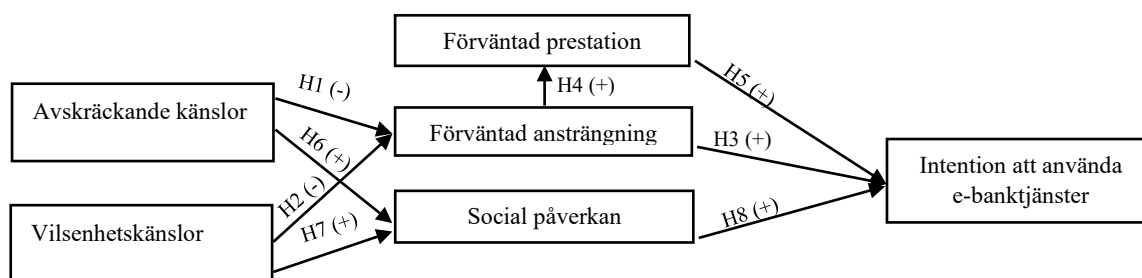 Förväntad prestation
H1 (-)
H4 (+)
H5 (+)
Avskräckande känslor
Förväntad ansträngning
H3 (+)
H6 (+)
Intention att använda
e-banktjänster
H2 (-)
Social påverkan
Vilsenhetskänslor
H7 (+)
H8 (+)